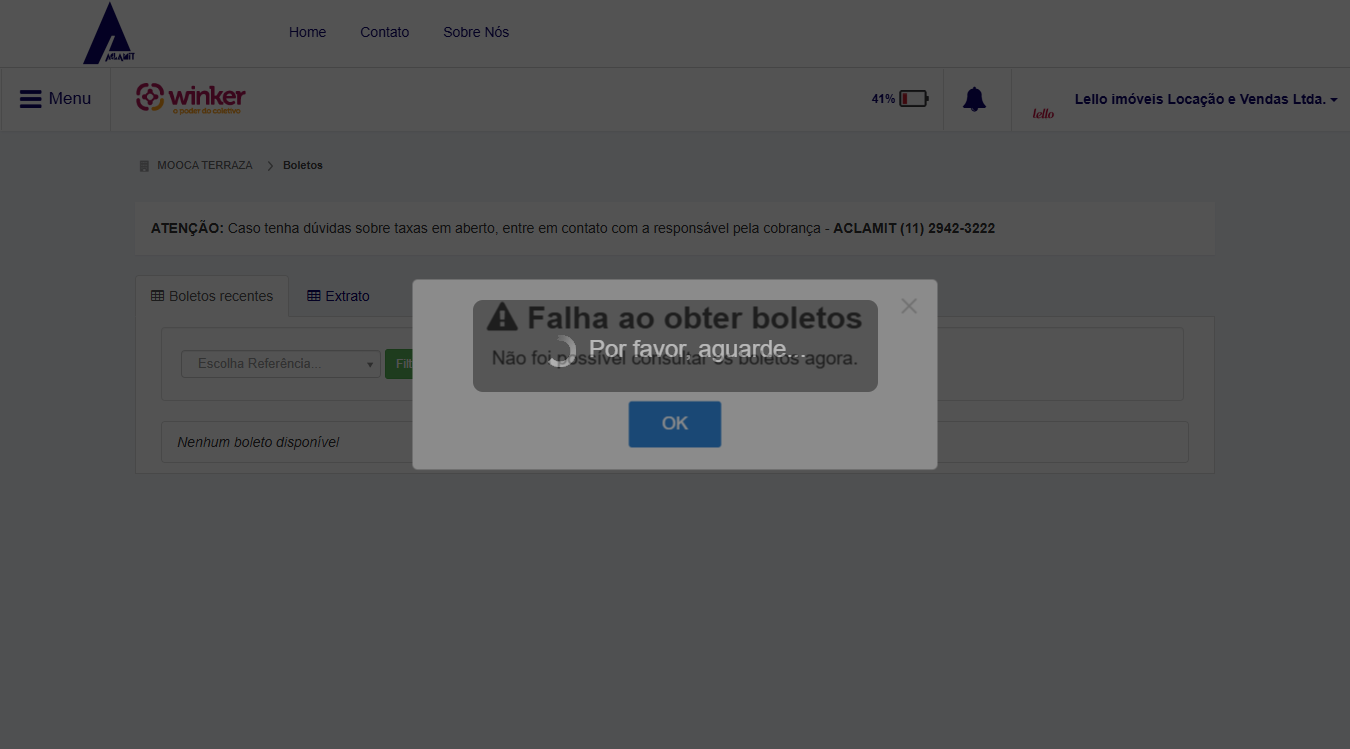 ACLAMIT
Home Contato Sobre Nós
Menu
winker
o poder do coletivo
41%
lello
Lello imóveis Locação e Vendas Ltda.
MOOCA TERRAZA > Boletos
ATENÇÃO: Caso tenha dúvidas sobre taxas em aberto, entre em contato com a responsável pela cobrança - ACLAMIT (11) 2942-3222
Boletos recentes Extrato
Falha ao obter boletos ×
Por favor, aguarde...
Não foi possível consultar os boletos agora.
Escolha Referência... Filt
OK
Nenhum boleto disponível